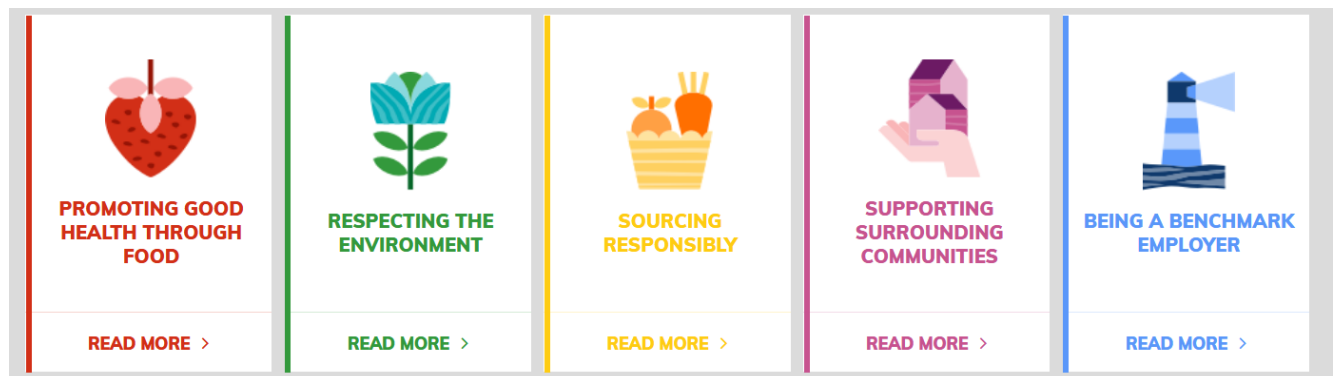 PROMOTING GOOD
HEALTH THROUGH
FOOD
READ MORE >
RESPECTING THE
ENVIRONMENT
READ MORE >
SOURCING
RESPONSIBLY
READ MORE >
SUPPORTING
SURROUNDING
COMMUNITIES
READ MORE >
BEING A BENCHMARK
EMPLOYER
READ MORE >